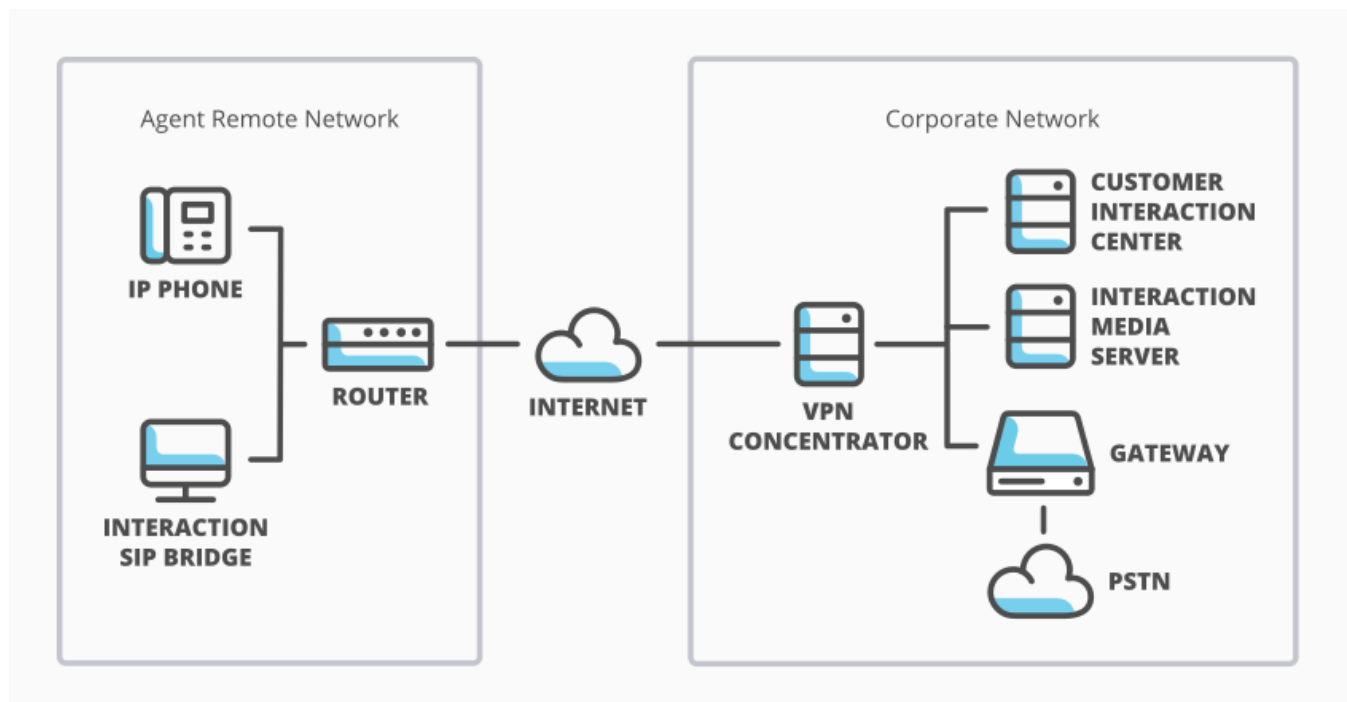 Agent Remote Network
IP PHONE
ROUTER
INTERACTION
SIP BRIDGE
INTERNET
Corporate Network
VPN
CONCENTRATOR
CUSTOMER
INTERACTION
CENTER
INTERACTION
MEDIA
SERVER
GATEWAY
PSTN